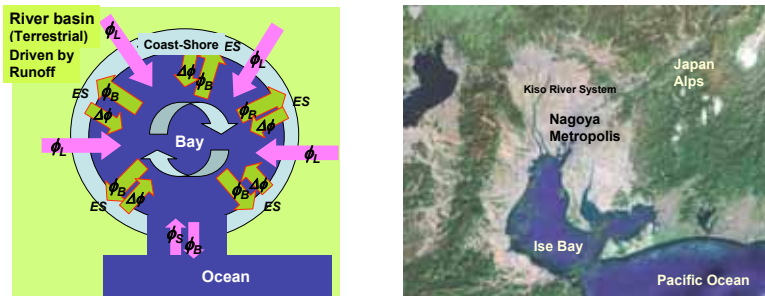 River basin
(Terrestrial)
Driven by
Runoff
ϕL
Coast-Shore
ES
Δϕ
ϕB
ϕL
ES
ϕB
Δϕ
ES
ϕB
Δϕ
Bay
ϕL
ϕL
ϕB
Δϕ
ES
ϕB
Δϕ
ES
ϕS
ϕB
Ocean
Japan
Alps
Kiso River System
Nagoya
Metropolis
Ise Bay
Pacific Ocean